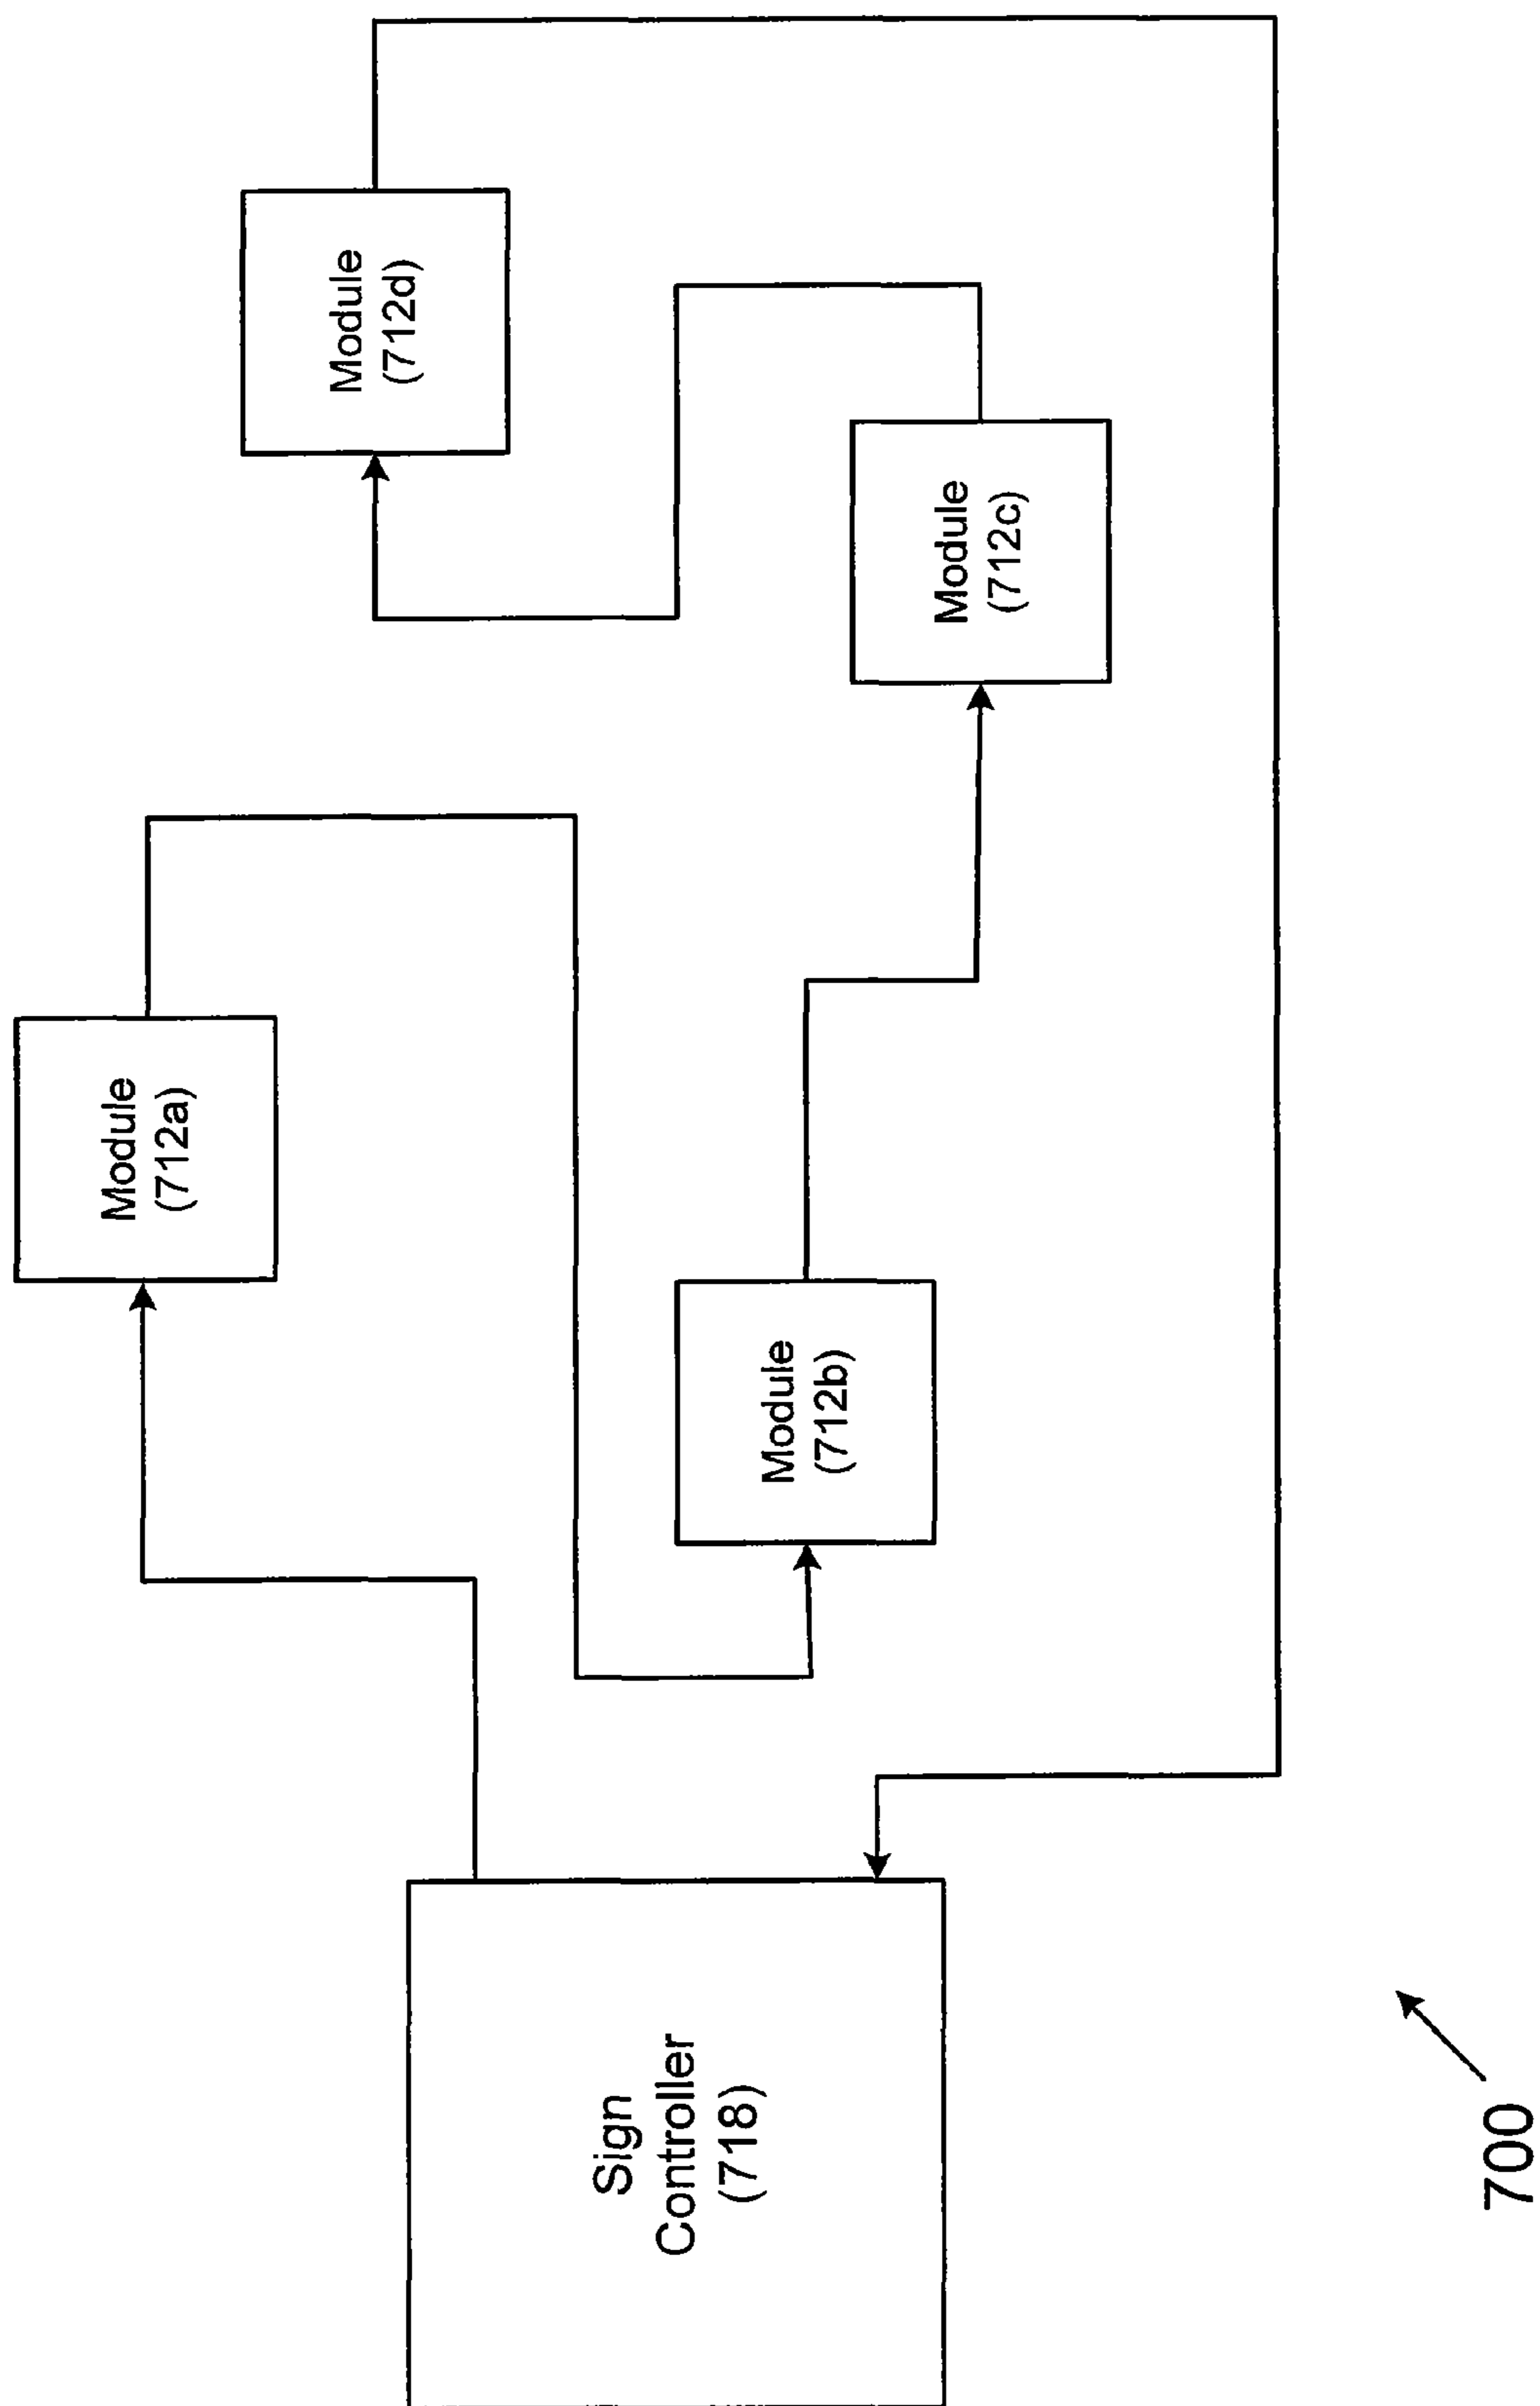 Sign
Controller
(718)
Module
(712a)
Module
(712b)
Module
(712c)
Module
(712d)
700